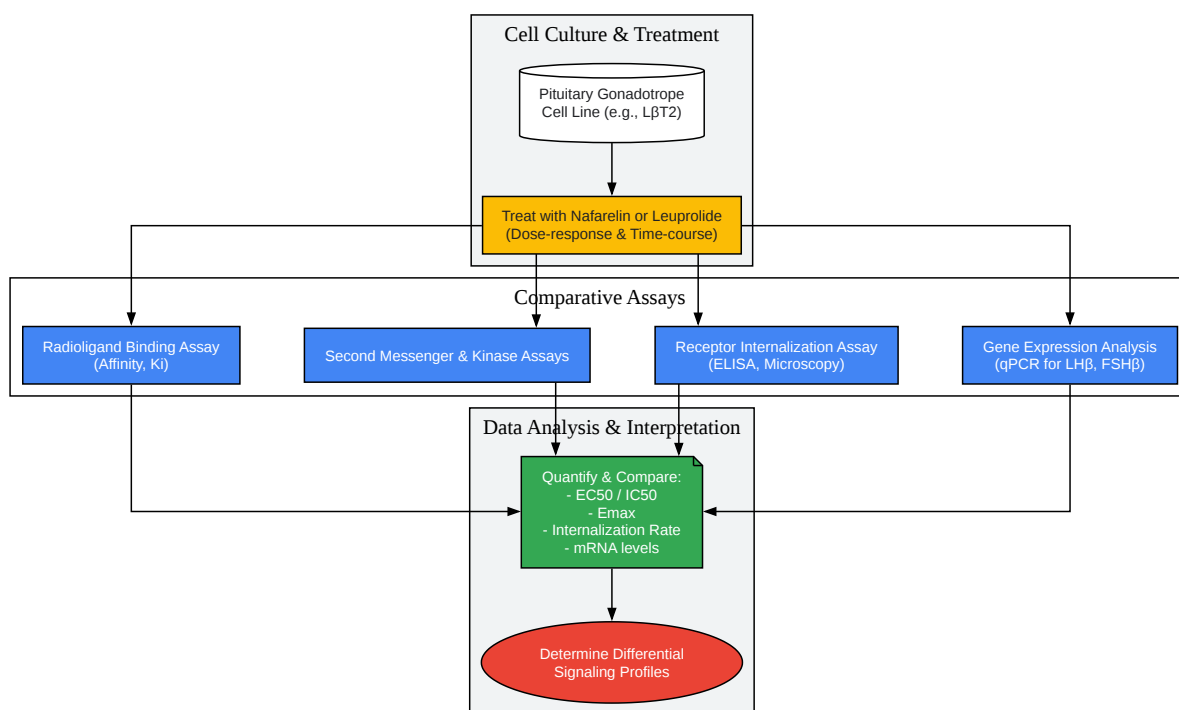 Cell Culture & Treatment
Pituitary Gonadotrope
Cell Line (e.g., LβT2)
Treat with Nafarelin or Leuprolide
(Dose-response & Time-course)
Comparative Assays
Radioligand Binding Assay
(Affinity, Ki)
Second Messenger & Kinase Assays
Receptor Internalization Assay
(ELISA, Microscopy)
Gene Expression Analysis
(qPCR for LHβ, FSHβ)
Data Analysis & Interpretation
Quantify & Compare:
- EC50 / IC50
- Emax
- Internalization Rate
- mRNA levels
Determine Differential
Signaling Profiles